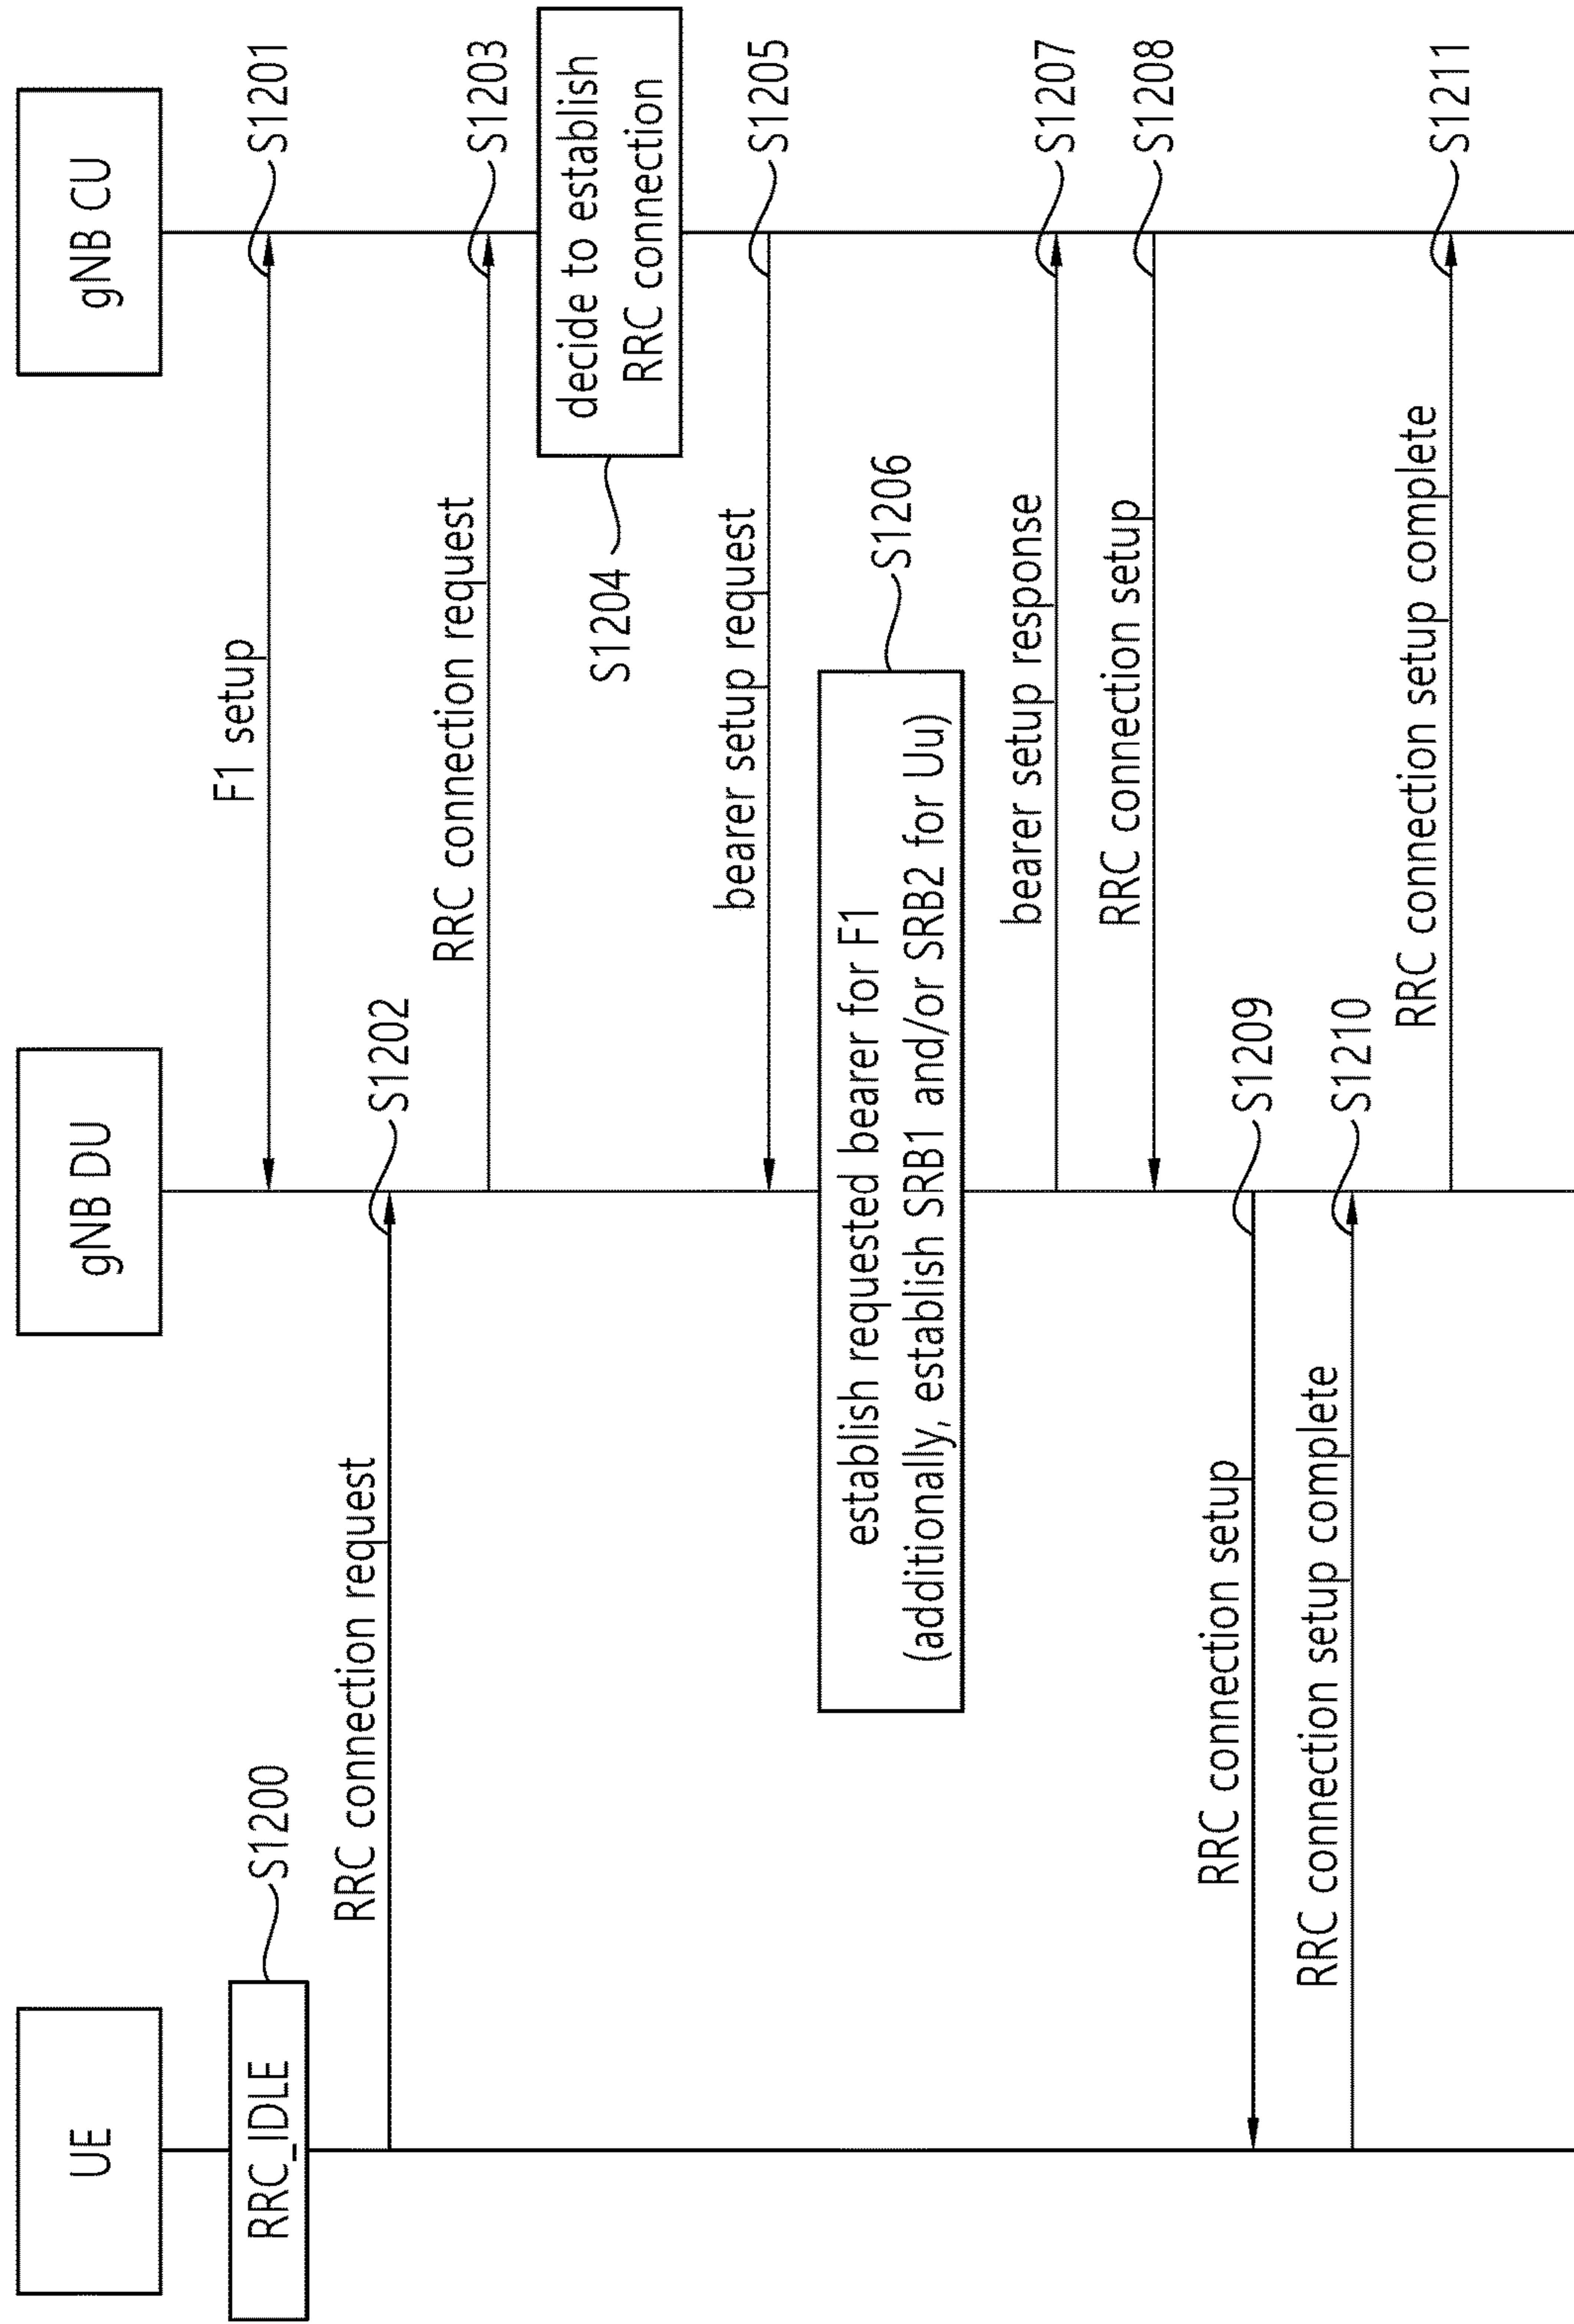 UE
gNB DU
gNB CU
RRC_IDLE
S1200
F1 setup
S1201
RRC connection request
S1202
RRC connection request
S1203
decide to establish
RRC connection
S1204
bearer setup request
S1205
establish requested bearer for F1
(additionally, establish SRB1 and/or SRB2 for Uu)
S1206
bearer setup response
S1207
RRC connection setup
S1208
RRC connection setup
S1209
RRC connection setup complete
S1210
RRC connection setup complete
S1211